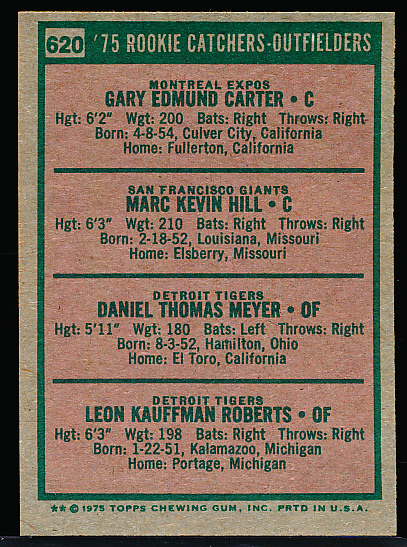 620 '75 ROOKIE CATCHERS-OUTFIELDERS
MONTREAL EXPOS
GARY EDMUND CARTER • C
Hgt: 6'2" Wgt: 200 Bats: Right Throws: Right
Born: 4-8-54, Culver City, California
Home: Fullerton, California
SAN FRANCISCO GIANTS
MARC KEVIN HILL • C
Hgt: 6'3" Wgt: 210 Bats: Right Throws: Right
Born: 2-18-52, Louisiana, Missouri
Home: Elsberry, Missouri
DETROIT TIGERS
DANIEL THOMAS MEYER • OF
Hgt: 5'11" Wgt: 180 Bats: Left Throws: Right
Born: 8-3-52, Hamilton, Ohio
Home: El Toro, California
DETROIT TIGERS
LEON KAUFFMAN ROBERTS • OF
Hgt: 6'3" Wgt: 198 Bats: Right Throws: Right
Born: 1-22-51, Kalamazoo, Michigan
Home: Portage, Michigan
★★ © 1975 TOPPS CHEWING GUM, INC. PRTD IN U.S.A.